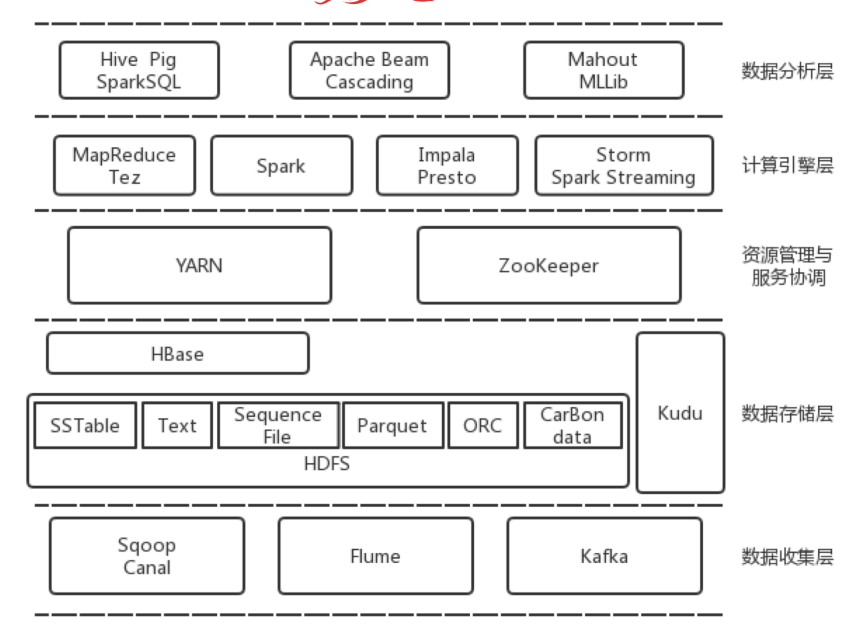 Hive Pig
SparkSQL
Apache Beam
Cascading
Mahout
MLLib
数据分析层
MapReduce
Tez
Spark
Impala
Presto
Storm
Spark Streaming
计算引擎层
YARN
ZooKeeper
资源管理与
服务协调
HBase
SSTable
Text
Sequence
File
Parquet
ORC
CarBon
data
HDFS
Kudu
数据存储层
Sqoop
Canal
Flume
Kafka
数据收集层